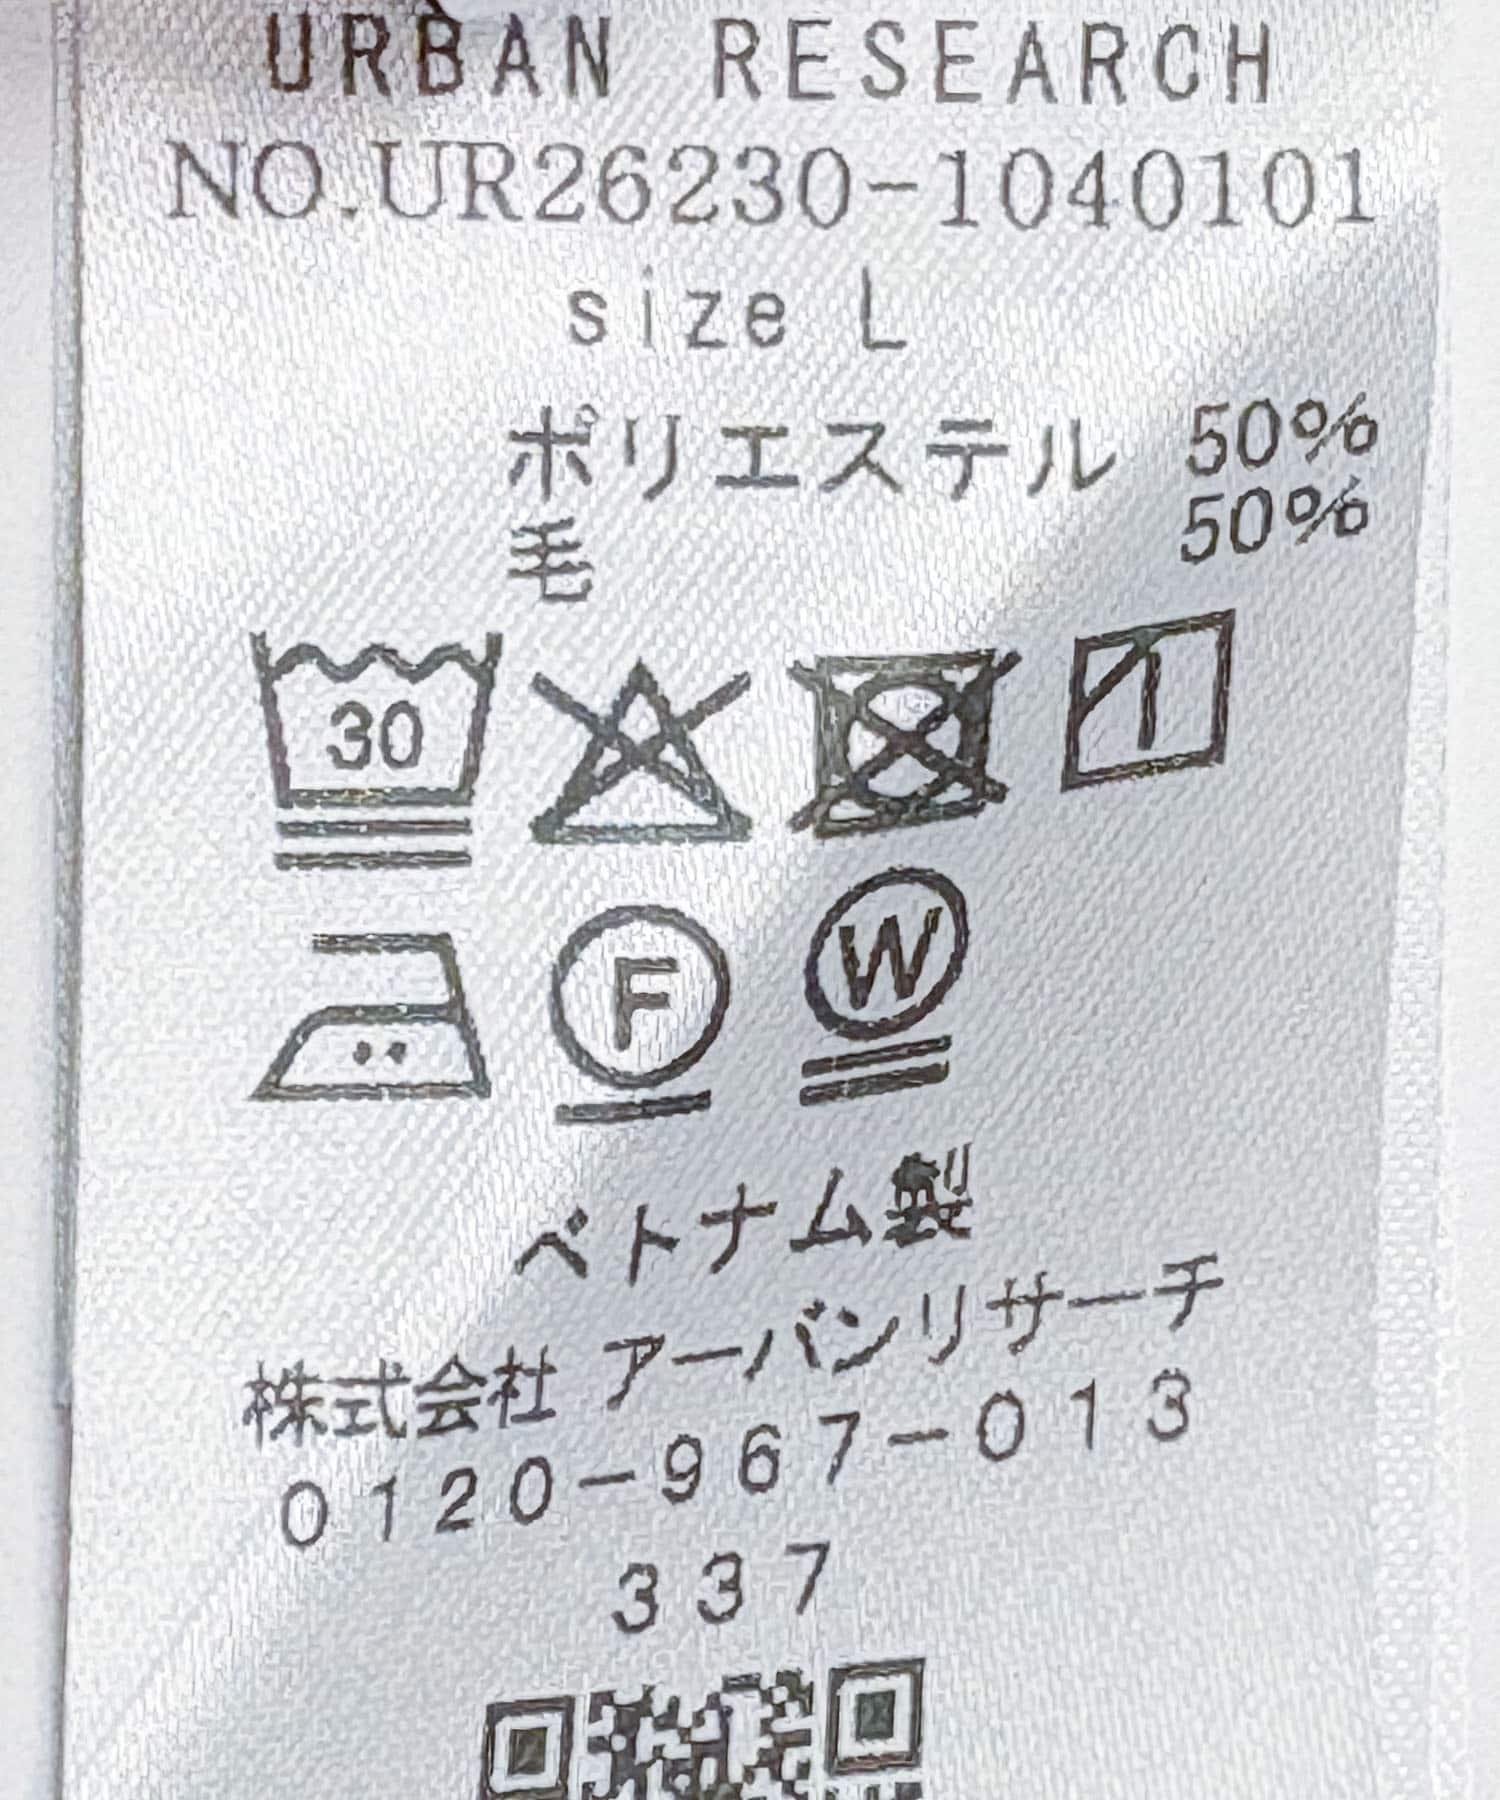 URBAN RESEARCH
NO.UR26230-1040101
size L
ポリエステル 50%
毛 50%
30
F W
ベトナム製
株式会社 アーバンリサーチ
0120-967-013
337